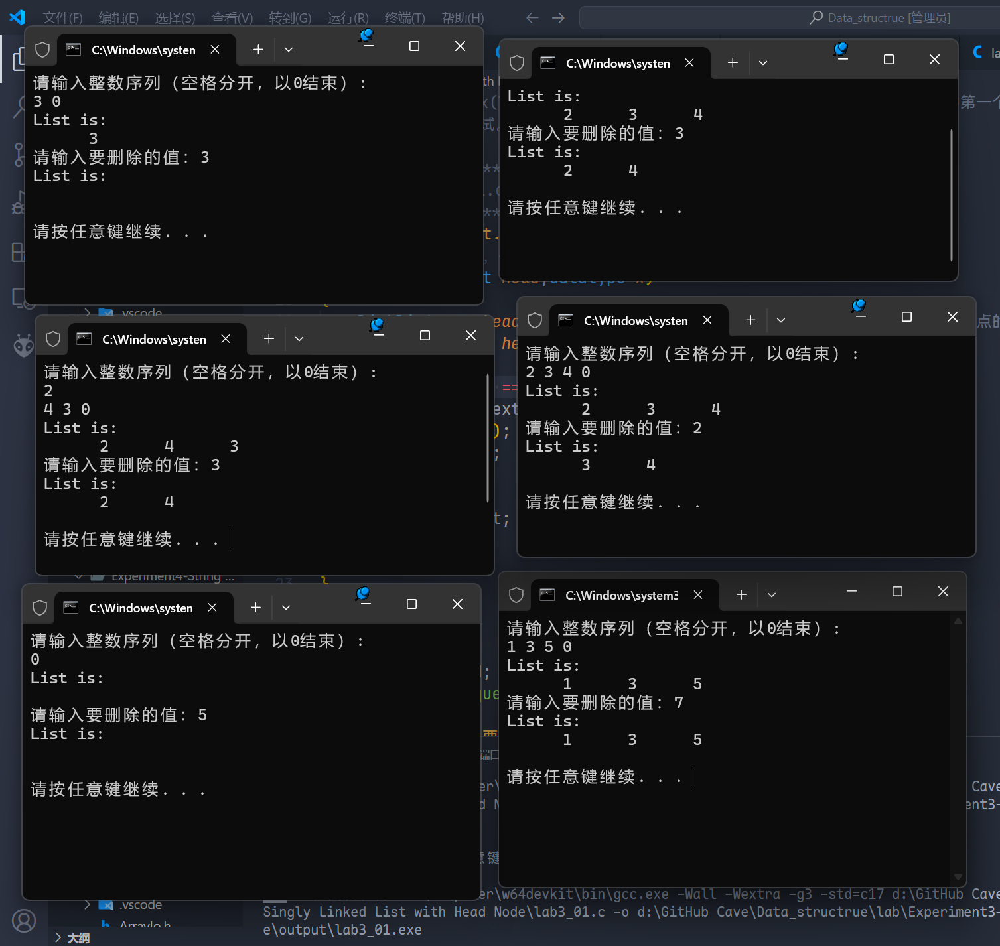 文件(F) 编辑(E) 选择(S) 查看(V) 转到(G) 运行(R) 终端(T) 帮助(H) Data_structrue [管理员]
C:\Windows\systen
请输入整数序列（空格分开，以0结束）:
3 0
List is:
3
请输入要删除的值: 3
List is:
请按任意键继续. . .
C:\Windows\systen
List is:
2 3 4
请输入要删除的值: 3
List is:
2 4
请按任意键继续. . .
第一个
.vscode
C:\Windows\systen
请输入整数序列（空格分开，以0结束）:
2
4 3 0
List is:
2 4 3
请输入要删除的值: 3
List is:
2 4
请按任意键继续. . .
C:\Windows\systen
请输入整数序列（空格分开，以0结束）:
2 3 4 0
List is:
2 3 4
请输入要删除的值: 2
List is:
3 4
请按任意键继续. . .
点的
Experiment4-String ...
C:\Windows\systen
请输入整数序列（空格分开，以0结束）:
0
List is:
请输入要删除的值: 5
List is:
请按任意键继续. . .
C:\Windows\system3
请输入整数序列（空格分开，以0结束）:
1 3 5 0
List is:
1 3 5
请输入要删除的值: 7
List is:
1 3 5
请按任意键继续. . .
Cave
ent3-
er\w64devkit\bin\gcc.exe -Wall -Wextra -g3 -std=c17 d:\GitHub Cave
.vscode
Singly Linked List with Head Node\lab3_01.c -o d:\GitHub Cave\Data_structrue\lab\Experiment3-
ArrayIo.h
e\output\lab3_01.exe
大纲